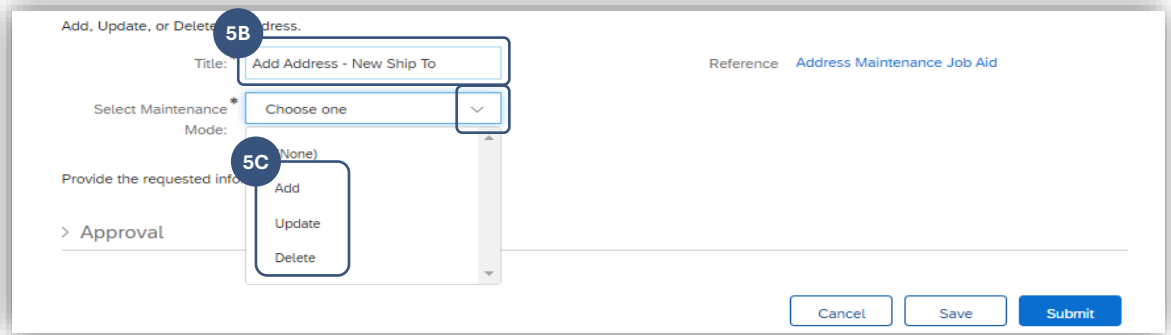 Add, Update, or Delete dress.
5B
Title: * Add Address - New Ship To
Reference Address Maintenance Job Aid
Select Maintenance* Choose one
Mode:
(None)
5C
Provide the requested info
Add
Update
> Approval
Delete
Cancel Save Submit